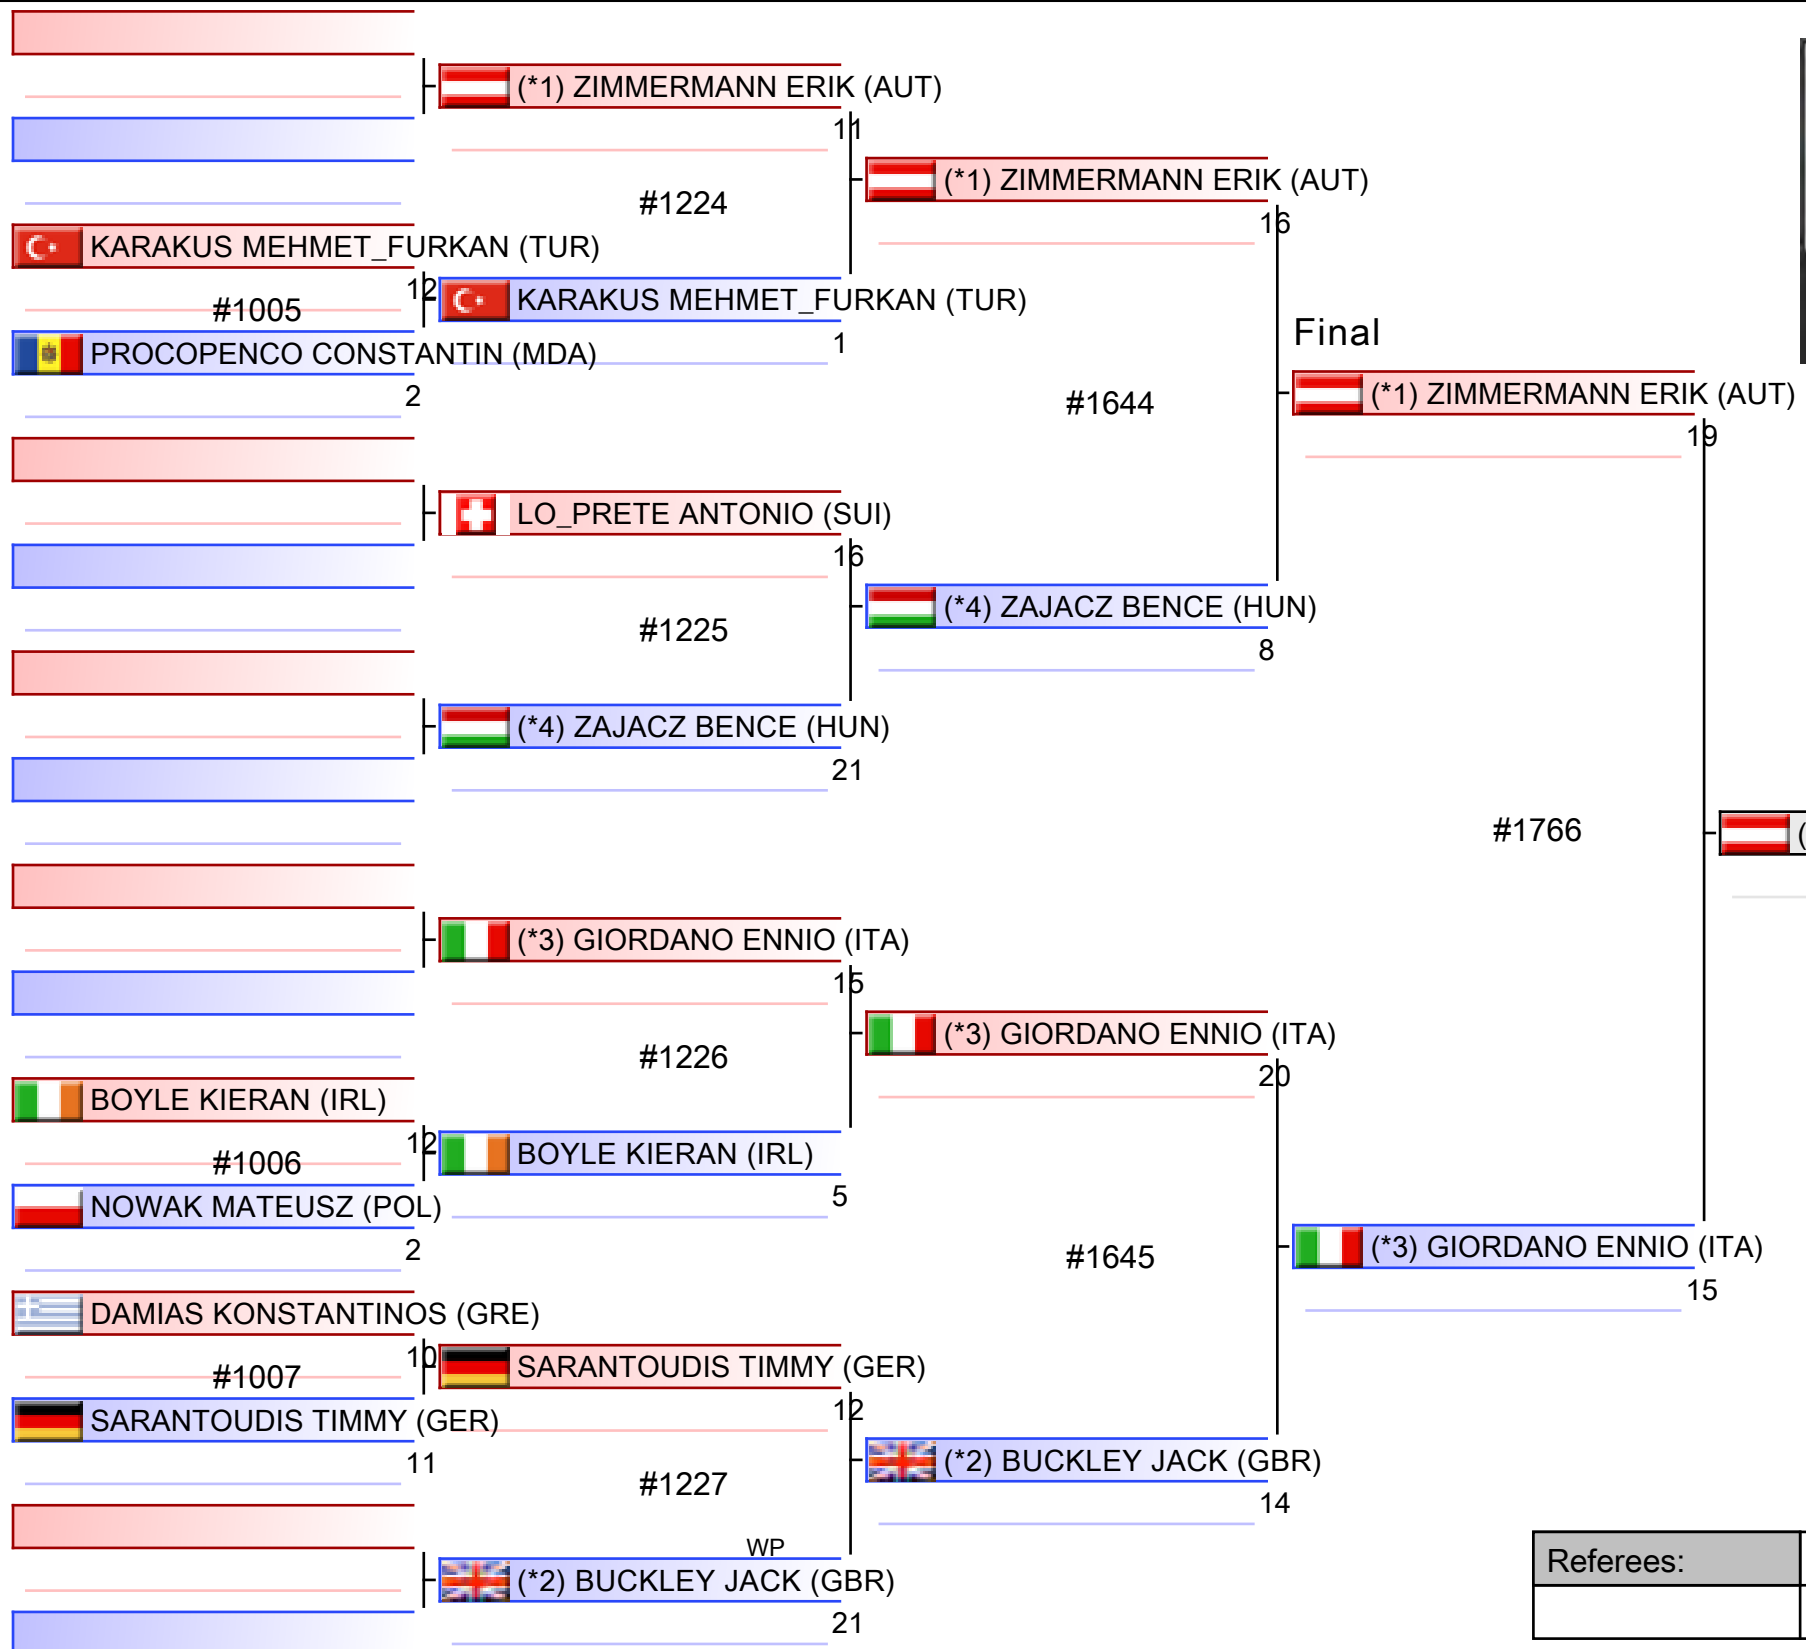 (*1) ZIMMERMANN ERIK (AUT)
11
(*1) ZIMMERMANN ERIK (AUT)
#1224
16
KARAKUS MEHMET_FURKAN (TUR)
12
#1005
KARAKUS MEHMET_FURKAN (TUR)
Final
1
PROCOPENCO CONSTANTIN (MDA)
2
#1644
(*1) ZIMMERMANN ERIK (AUT)
19
LO_PRETE ANTONIO (SUI)
16
(*4) ZAJACZ BENCE (HUN)
#1225
8
(*4) ZAJACZ BENCE (HUN)
21
#1766
(
(*3) GIORDANO ENNIO (ITA)
15
(*3) GIORDANO ENNIO (ITA)
#1226
20
BOYLE KIERAN (IRL)
12
#1006
BOYLE KIERAN (IRL)
5
NOWAK MATEUSZ (POL)
2
#1645
(*3) GIORDANO ENNIO (ITA)
15
DAMIAS KONSTANTINOS (GRE)
10
#1007
SARANTOUDIS TIMMY (GER)
12
SARANTOUDIS TIMMY (GER)
11
(*2) BUCKLEY JACK (GBR)
#1227
14
WP
(*2) BUCKLEY JACK (GBR)
21
Referees: